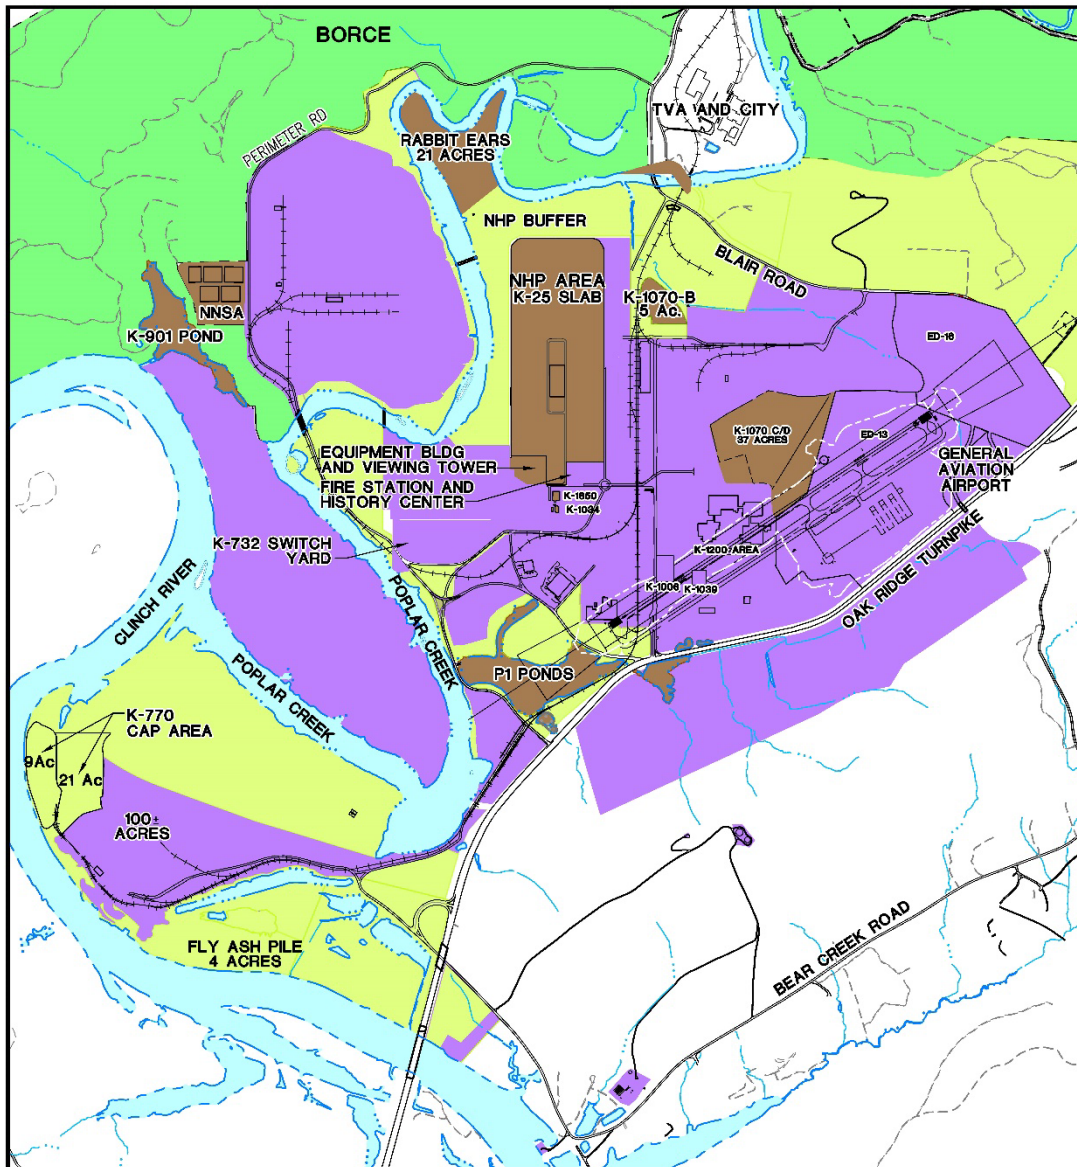 BORCE
TVA AND CITY
PERIMETER RD
RABBIT EARS
21 ACRES
NHP BUFFER
BLAIR ROAD
NHP AREA
K-25 SLAB
K-1070-B
5 Ac.
NNSA
K-901 POND
ED-16
K-1070 C/D
37 ACRES
ED-13
EQUIPMENT BLDG
AND VIEWING TOWER
FIRE STATION AND
HISTORY CENTER
GENERAL
AVIATION
AIRPORT
K-1650
K-1034
K-732 SWITCH
YARD
K-1200-AREA
K-1006
K-1039
OAK RIDGE TURNPIKE
CLINCH RIVER
POPLAR CREEK
POPLAR CREEK
P1 PONDS
K-770
CAP AREA
9Ac
21 Ac
100±
ACRES
FLY ASH PILE
4 ACRES
BEAR CREEK ROAD